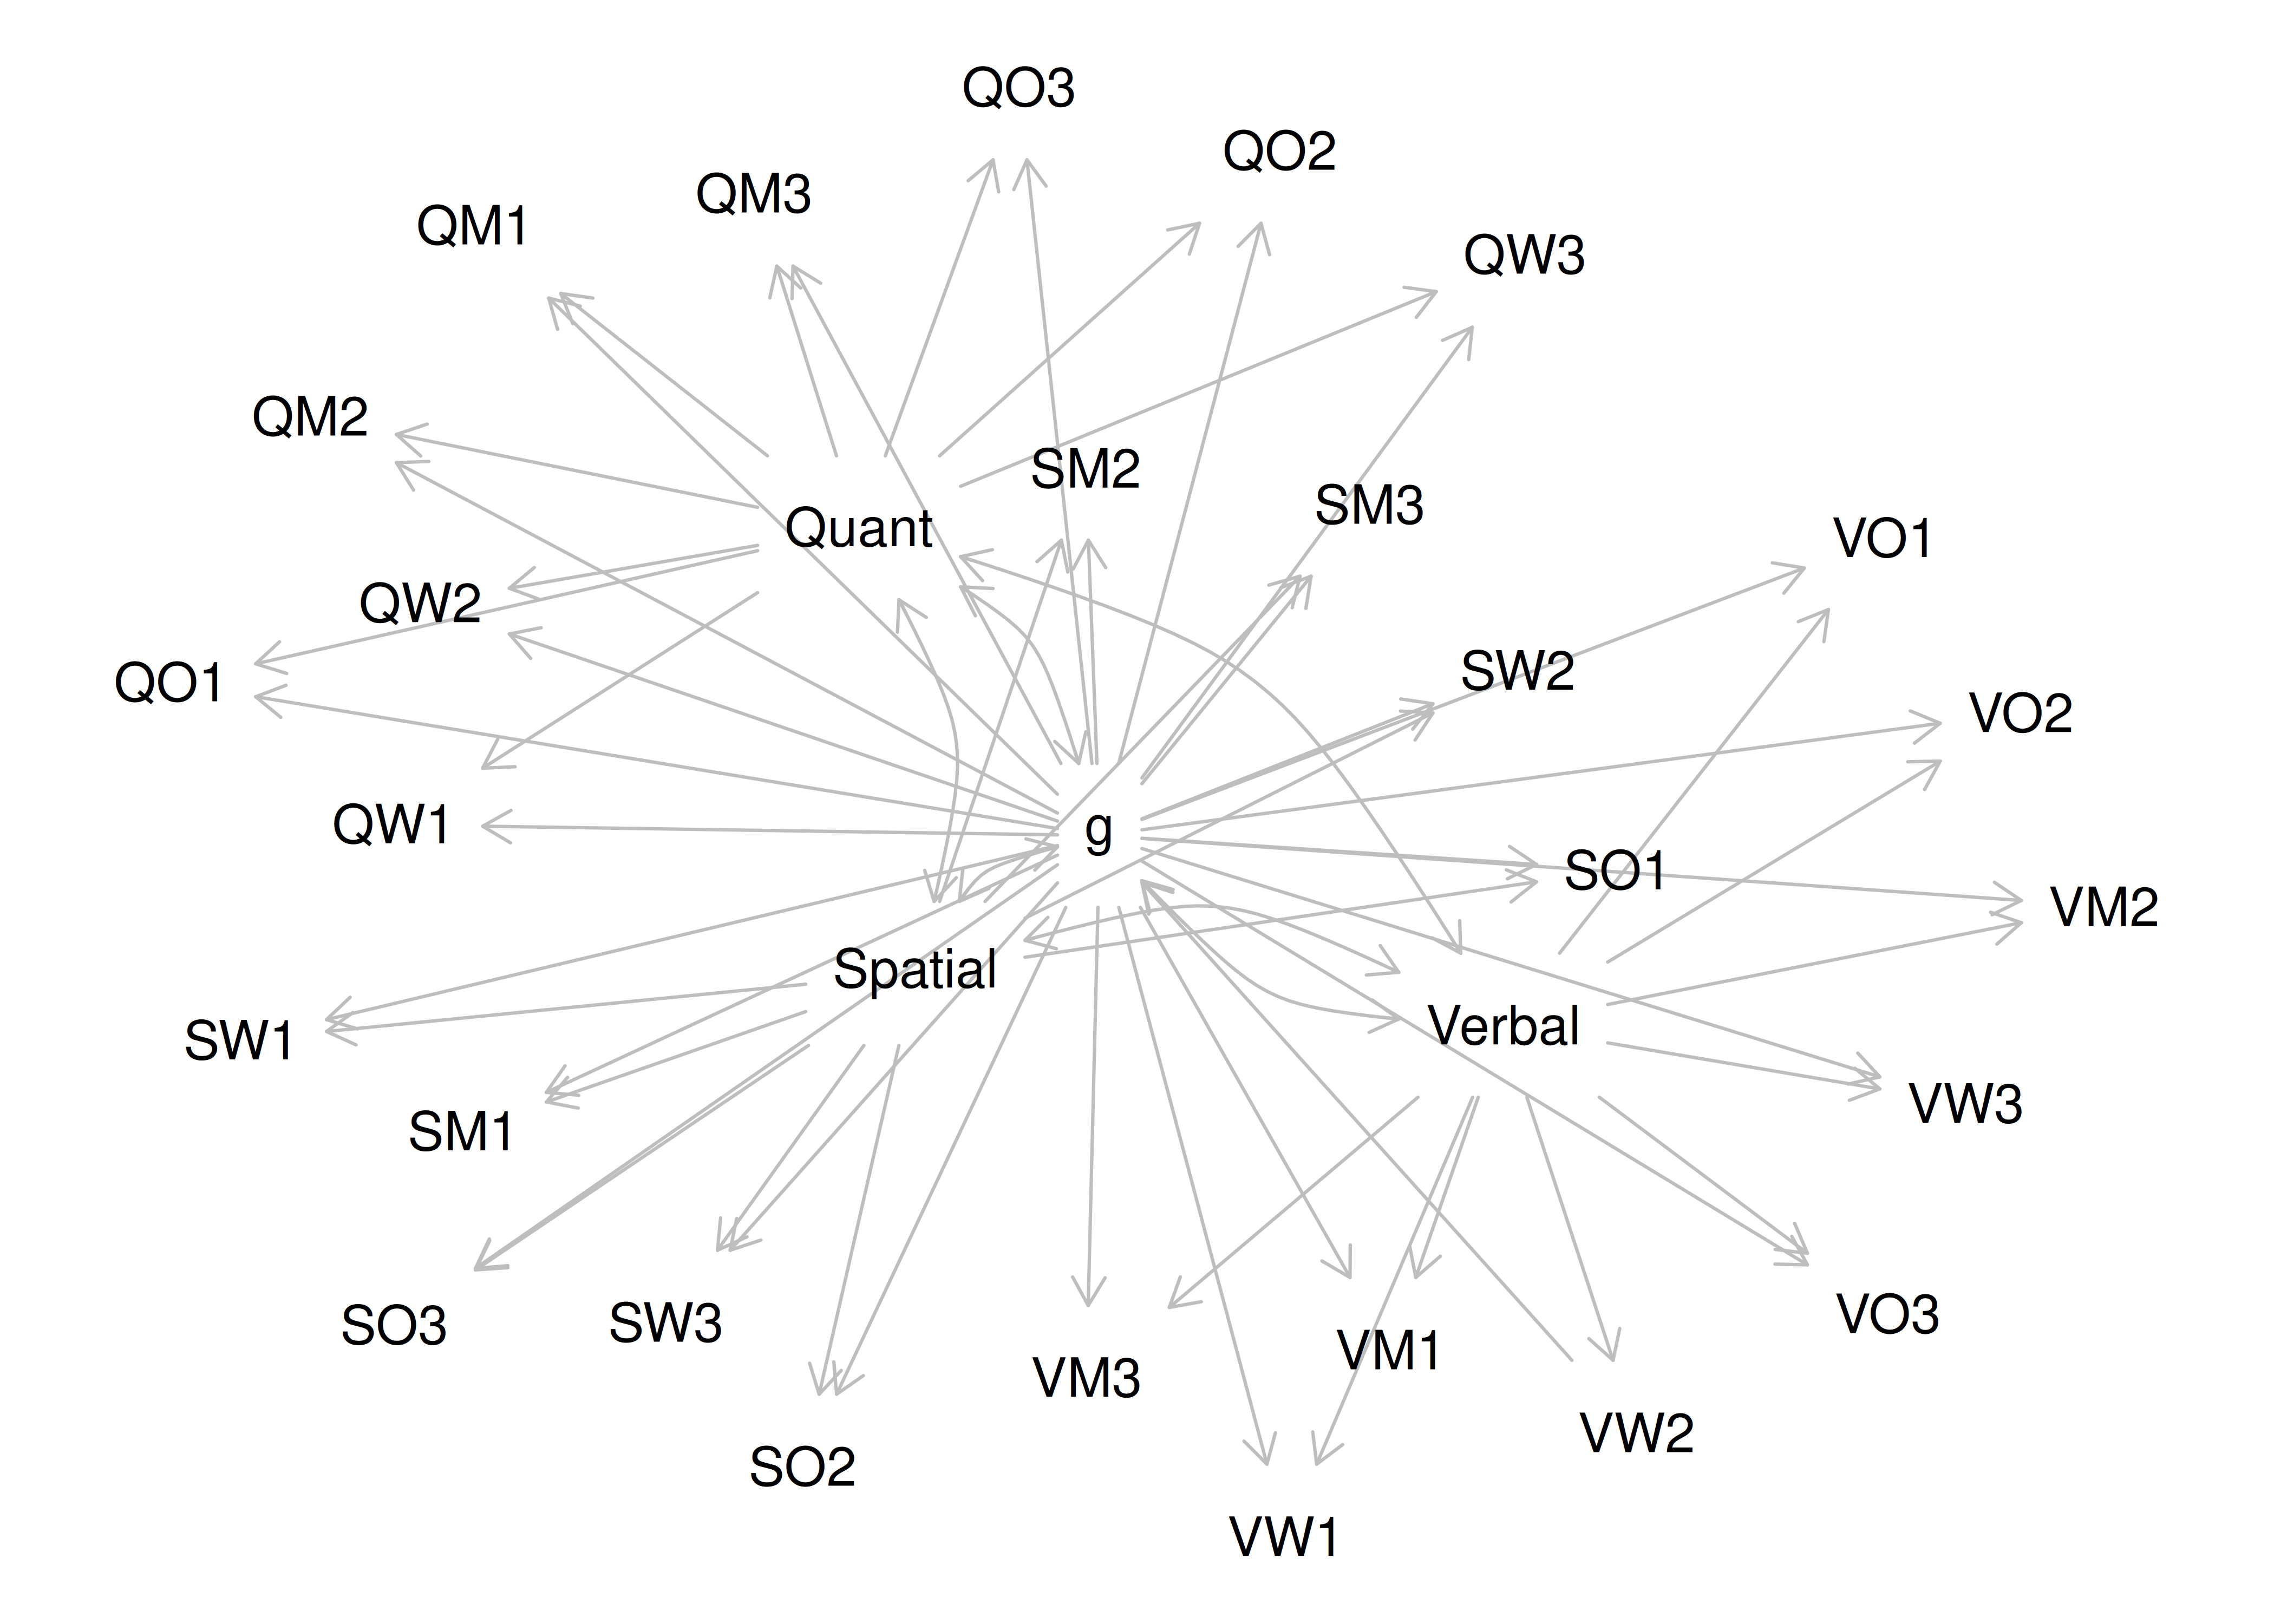 QO3
QO2
QM3
QM1
QW3
QM2
SM2
SM3
Quant
VO1
QW2
SW2
QO1
VO2
QW1
g
SO1
VM2
Spatial
Verbal
SW1
VW3
SM1
VO3
SO3
SW3
VM1
VM3
VW2
SO2
VW1